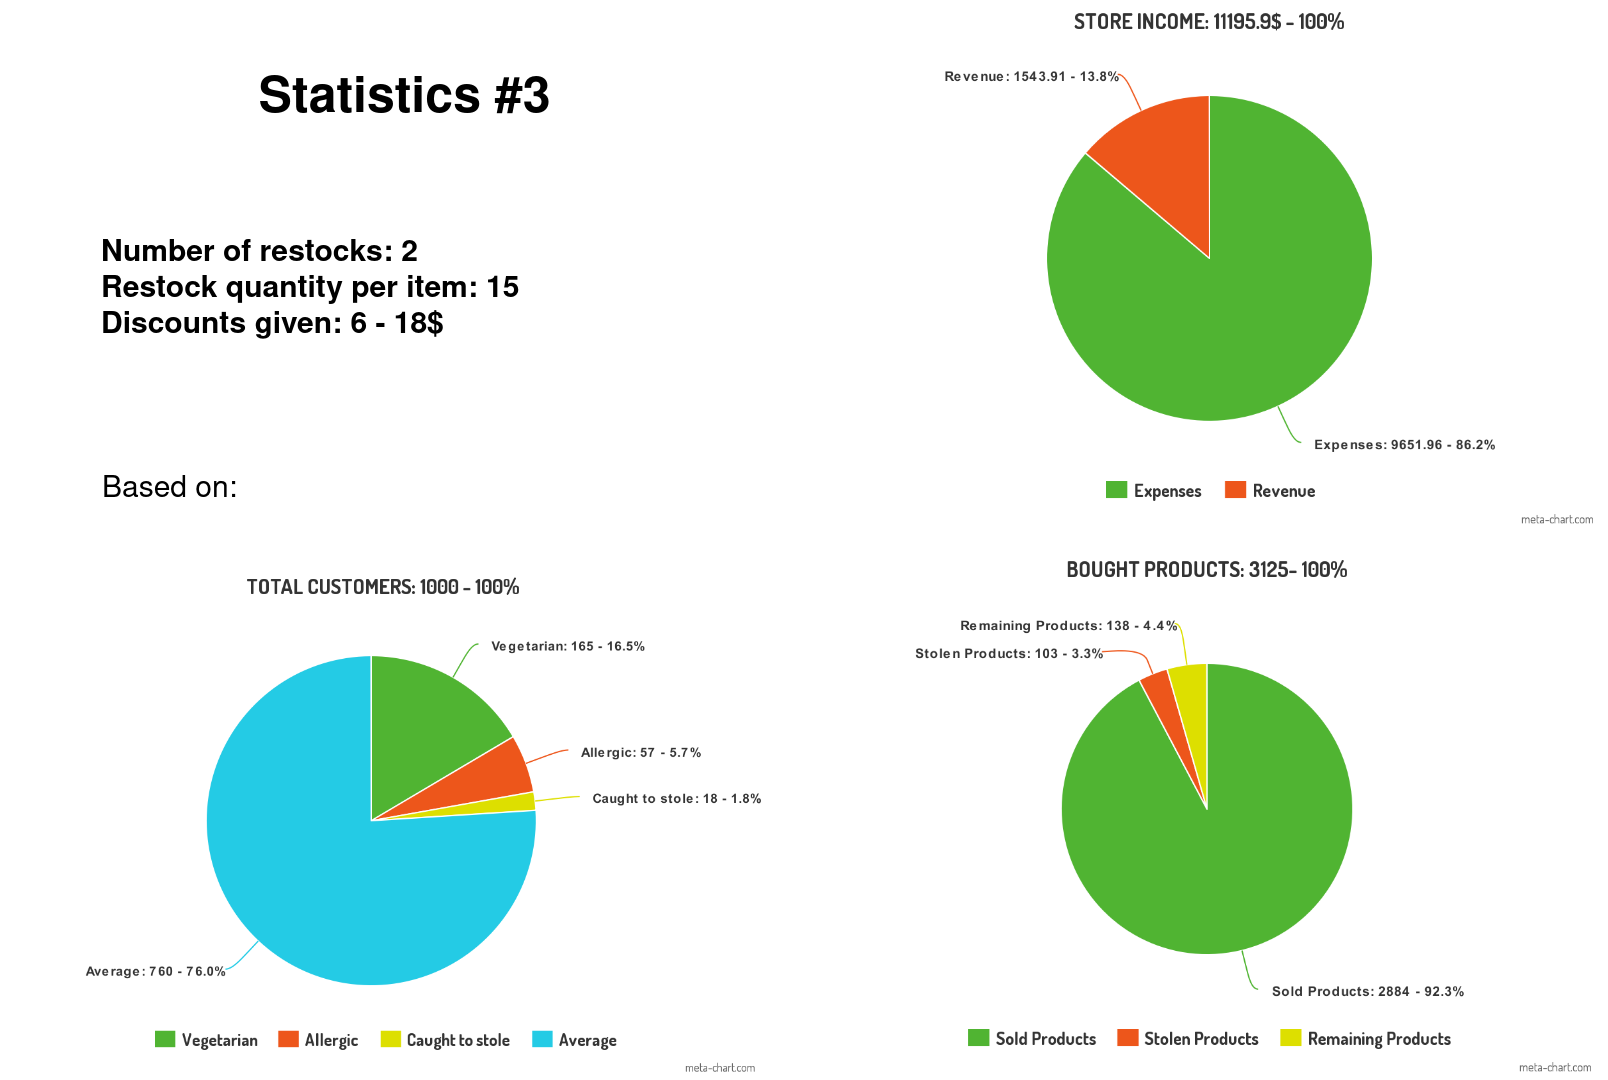 Statistics #3
Number of restocks: 2
Restock quantity per item: 15
Discounts given: 6 - 18$
Based on:
STORE INCOME: 11195.9$ - 100%
Revenue: 1543.91 - 13.8%
Expenses: 9651.96 - 86.2%
Expenses Revenue
meta-chart.com
TOTAL CUSTOMERS: 1000 - 100%
Vegetarian: 165 - 16.5%
Allergic: 57 - 5.7%
Caught to stole: 18 - 1.8%
Average: 760 - 76.0%
Vegetarian Allergic Caught to stole Average
meta-chart.com
BOUGHT PRODUCTS: 3125- 100%
Remaining Products: 138 - 4.4%
Stolen Products: 103 - 3.3%
Sold Products: 2884 - 92.3%
Sold Products Stolen Products Remaining Products
meta-chart.com